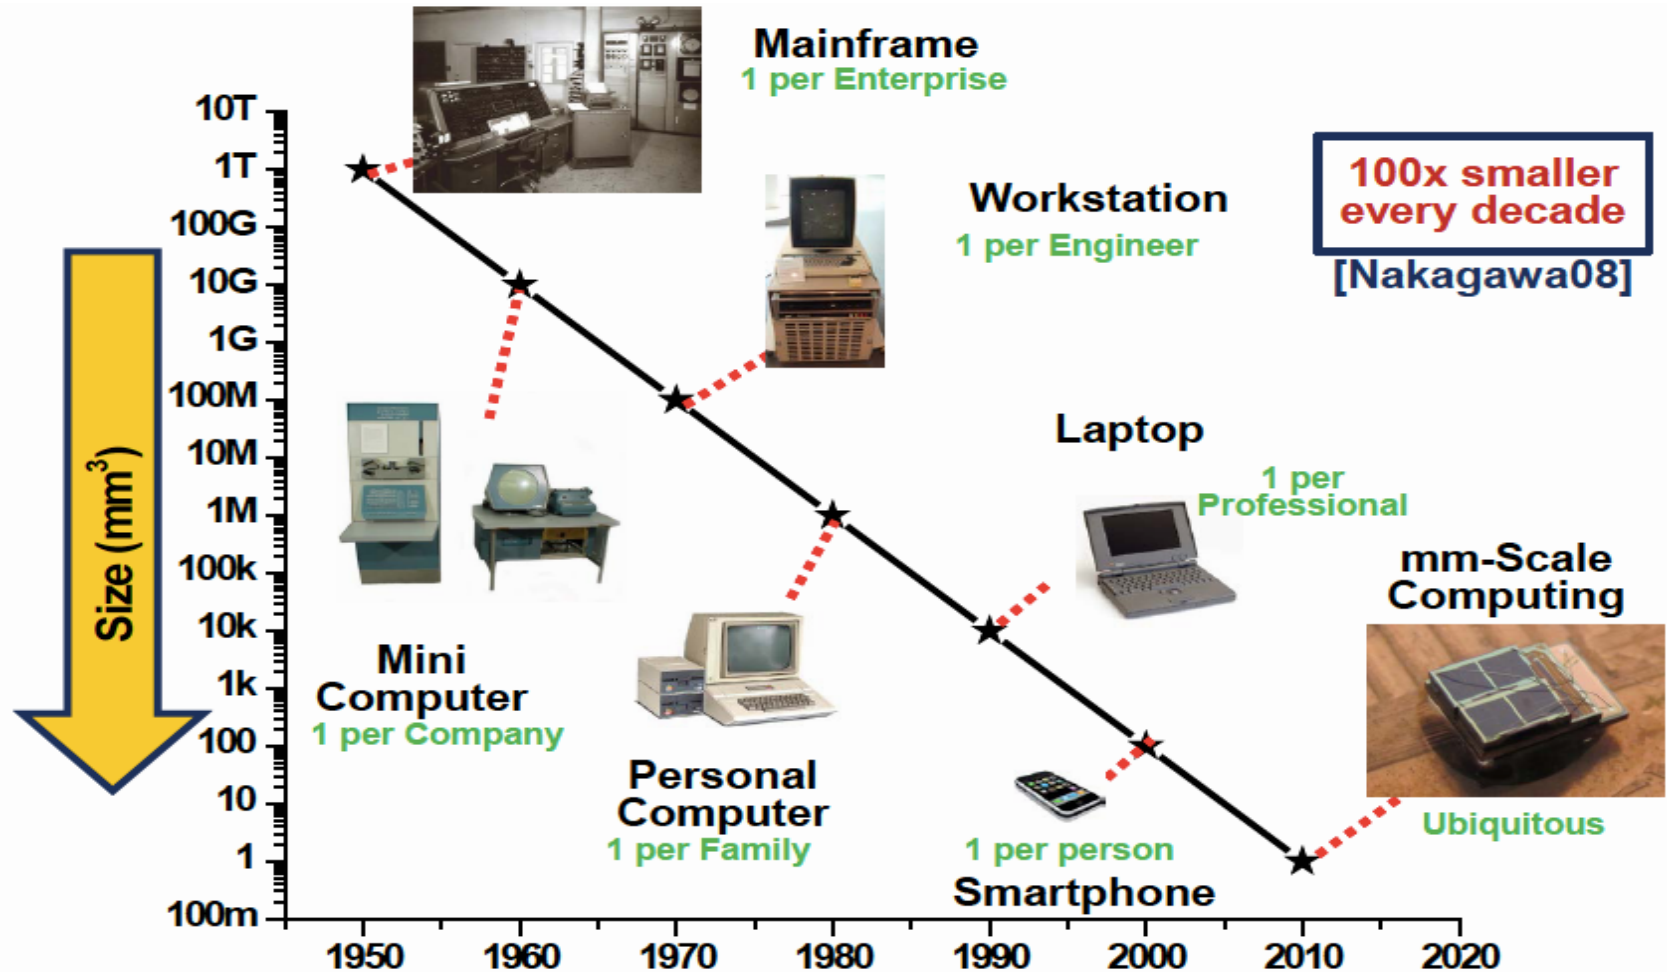 Mainframe
1 per Enterprise
10T
1T
100G
10G
1G
100M
10M
1M
100k
10k
1k
100
10
1
100m
Size (mm³)
Workstation
1 per Engineer
100x smaller
every decade
[Nakagawa08]
Laptop
1 per
Professional
mm-Scale
Computing
Ubiquitous
Mini
Computer
1 per Company
Personal
Computer
1 per Family
1 per person
Smartphone
1950
1960
1970
1980
1990
2000
2010
2020